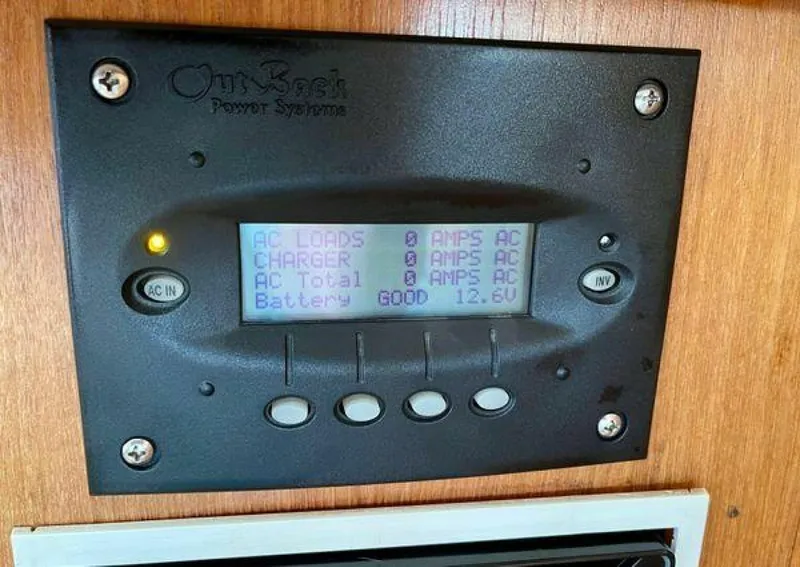 OutBack
Power Systems
AC LOADS 0 AMPS AC
CHARGER 0 AMPS AC
AC Total 0 AMPS AC
Battery GOOD 12.6V
AC IN
INV